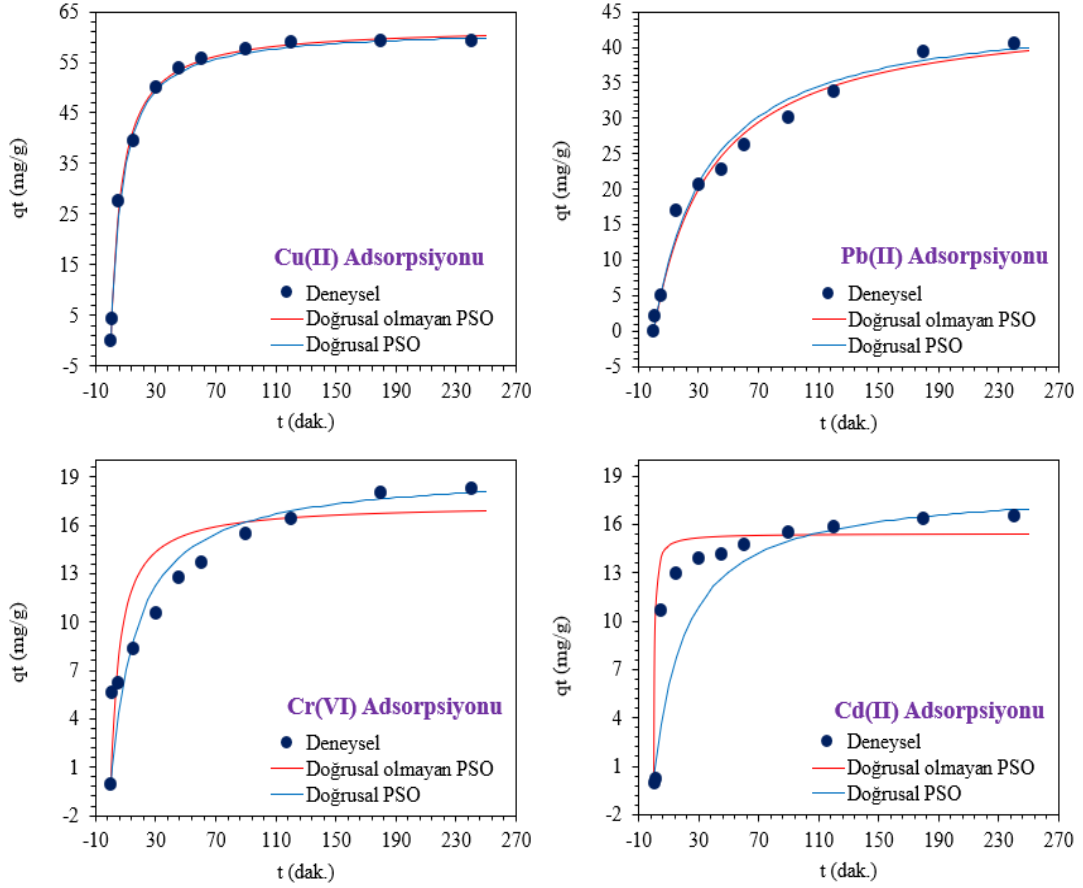 65
55
45
35
25
15
5
-5
qt (mg/g)
Cu(II) Adsorpsiyonu
Deneysel
Doğrusal olmayan PSO
Doğrusal PSO
-10 30 70 110 150 190 230 270
t (dak.)
45
40
35
30
25
20
15
10
5
0
-5
qt (mg/g)
Pb(II) Adsorpsiyonu
Deneysel
Doğrusal olmayan PSO
Doğrusal PSO
-10 30 70 110 150 190 230 270
t (dak.)
19
16
13
10
7
4
1
-2
qt (mg/g)
Cr(VI) Adsorpsiyonu
Deneysel
Doğrusal olmayan PSO
Doğrusal PSO
-10 30 70 110 150 190 230 270
t (dak.)
19
16
13
10
7
4
1
-2
qt (mg/g)
Cd(II) Adsorpsiyonu
Deneysel
Doğrusal olmayan PSO
Doğrusal PSO
-10 30 70 110 150 190 230 270
t (dak.)